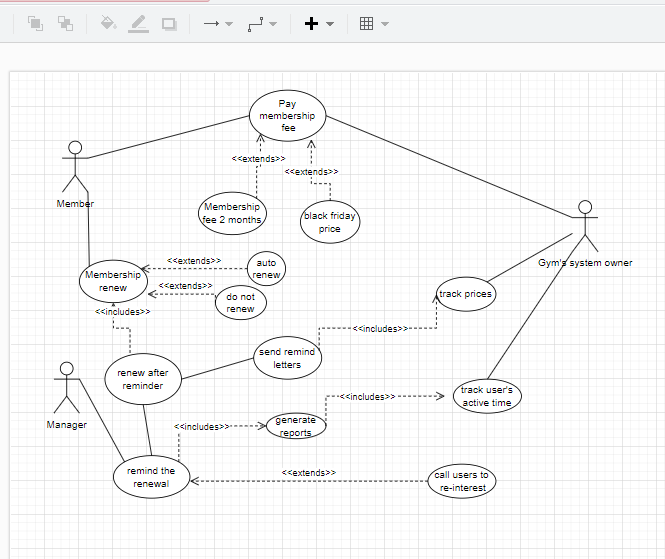 Pay
membership
fee
<<extends>>
<<extends>>
Member
Membership
fee 2 months
black friday
price
Gym's system owner
<<extends>>
auto
renew
Membership
renew
<<extends>>
do not
renew
track prices
<<includes>>
<<includes>>
send remind
letters
renew after
reminder
track user's
active time
<<includes>>
Manager
<<includes>>
generate
reports
remind the
renewal
<<extends>>
call users to
re-interest